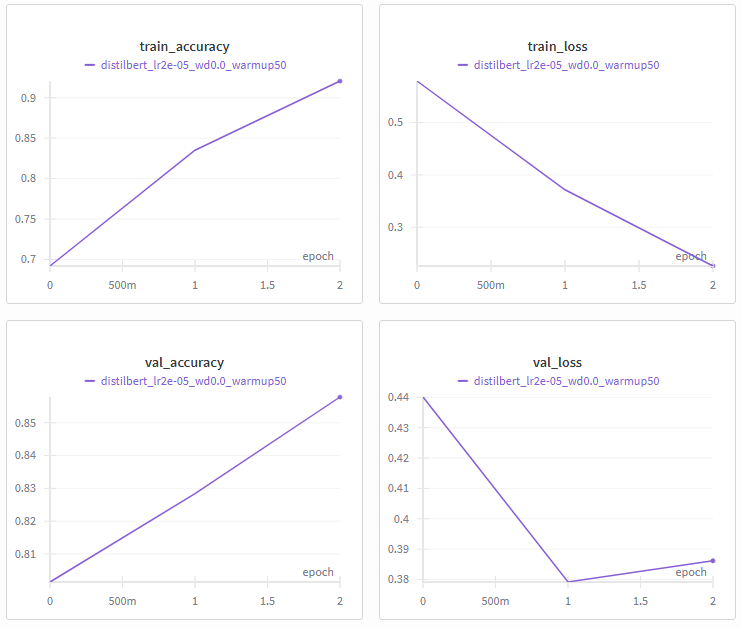 train_accuracy
distilbert_lr2e-05_wd0.0_warmup50
0.9
0.85
0.8
0.75
0.7
epoch
0 500m 1 1.5 2
train_loss
distilbert_lr2e-05_wd0.0_warmup50
0.5
0.4
0.3
epoch
0 500m 1 1.5 2
val_accuracy
distilbert_lr2e-05_wd0.0_warmup50
0.85
0.84
0.83
0.82
0.81
epoch
0 500m 1 1.5 2
val_loss
distilbert_lr2e-05_wd0.0_warmup50
0.44
0.43
0.42
0.41
0.4
0.39
0.38
epoch
0 500m 1 1.5 2